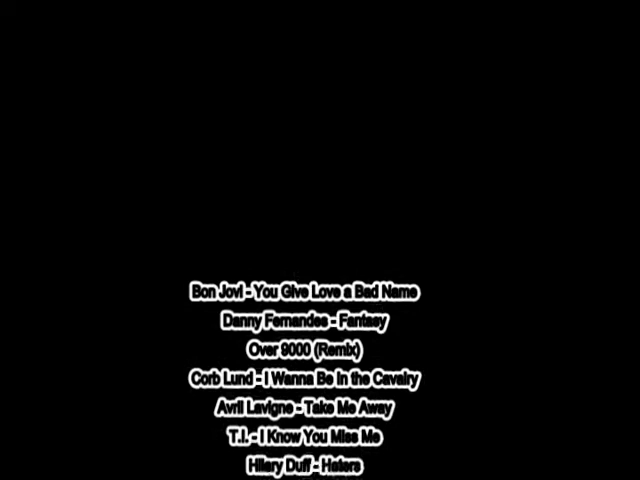 Bon Jovi - You Give Love a Bad Name
Danny Fernandes - Fantasy
Over 9000 (Remix)
Corb Lund - I Wanna Be In the Cavalry
Avril Lavigne - Take Me Away
T.I. - I Know You Miss Me
Hilary Duff - Haters